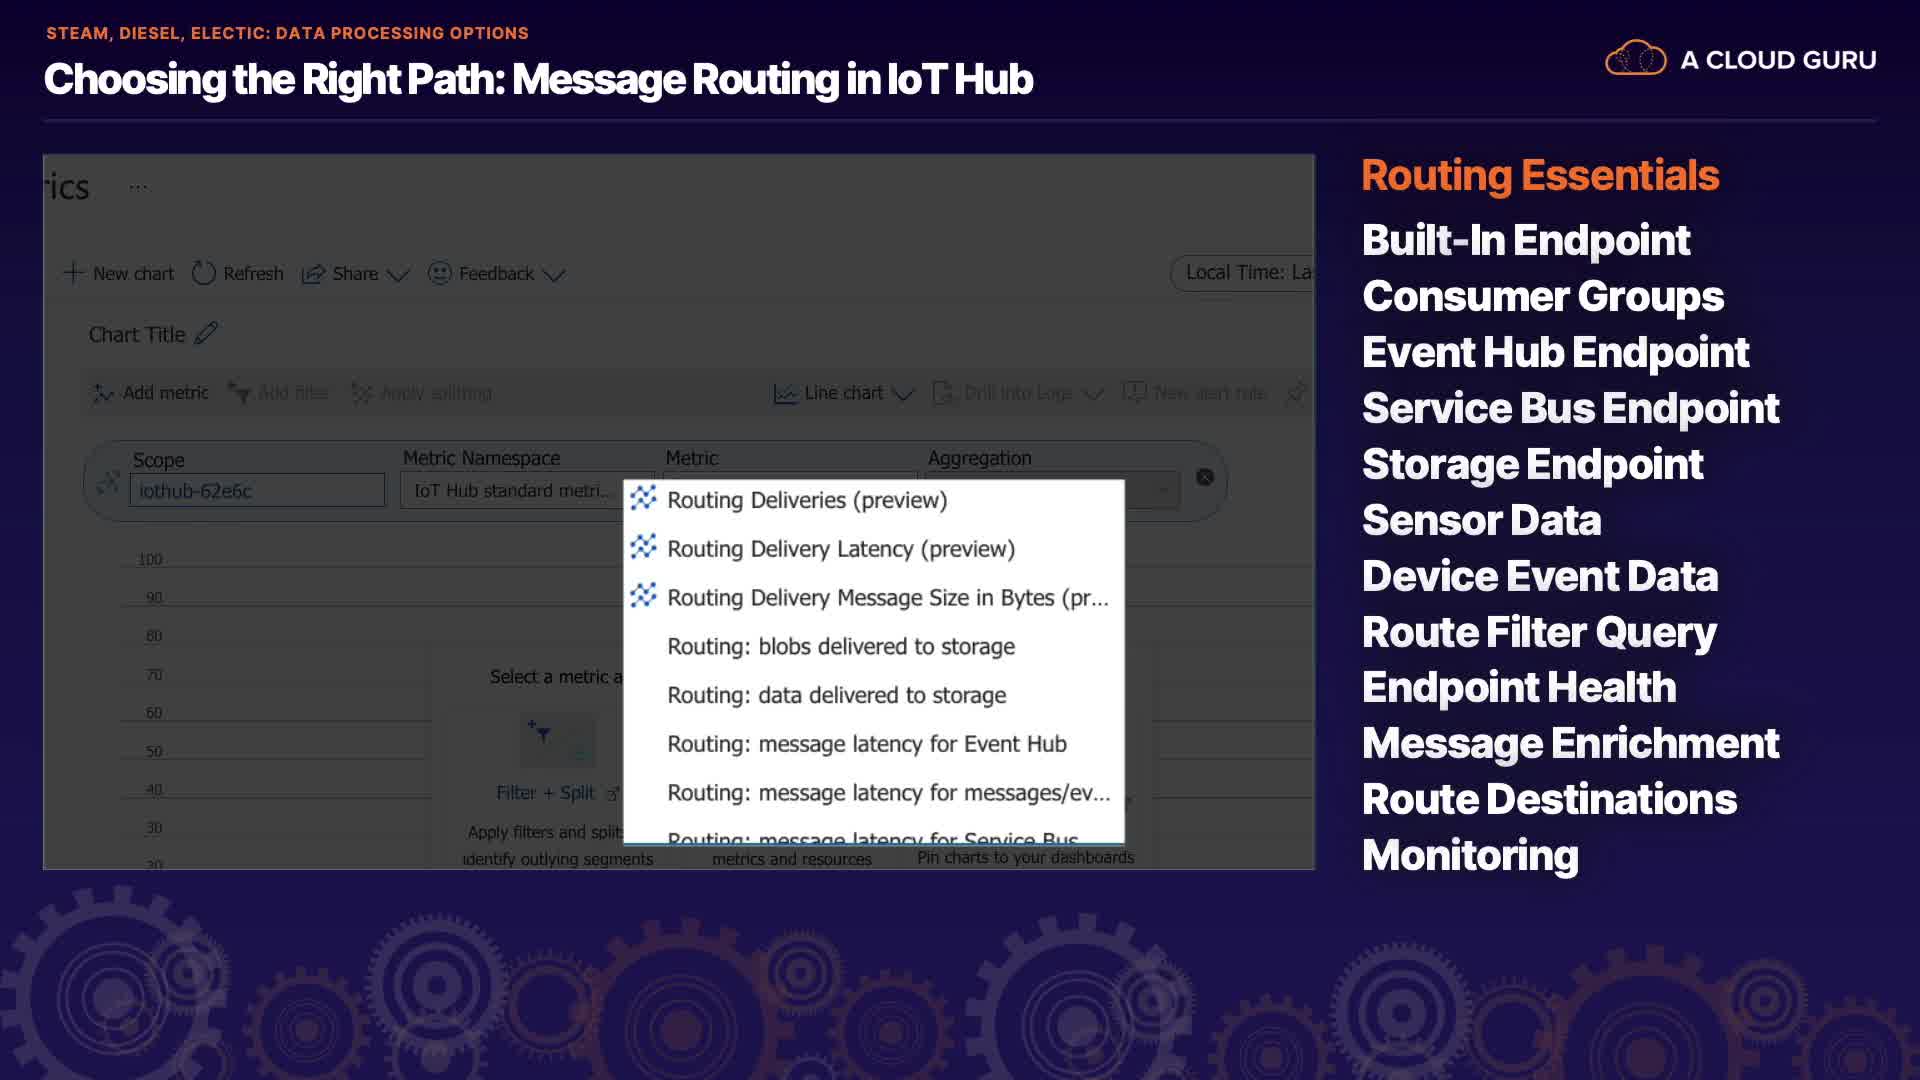 STEAM, DIESEL, ELECTIC: DATA PROCESSING OPTIONS
Choosing the Right Path: Message Routing in IoT Hub
A CLOUD GURU
rics ...
New chart Refresh Share Feedback Local Time: La
Chart Title
Add metric Add filter Apply splitting Line chart Drill into Logs New alert rule
Scope Metric Namespace Metric Aggregation
iothub-62e6c IoT Hub standard metri...
Routing Deliveries (preview)
Routing Delivery Latency (preview)
Routing Delivery Message Size in Bytes (pr...
Routing: blobs delivered to storage
Routing: data delivered to storage
Routing: message latency for Event Hub
Routing: message latency for messages/ev...
Routing: message latency for Service Bus
100
90
80
70
60
50
40
30
20
Select a metric a
Filter + Split
Apply filters and split
identify outlying segments
metrics and resources
Pin charts to your dashboards
Routing Essentials
Built-In Endpoint
Consumer Groups
Event Hub Endpoint
Service Bus Endpoint
Storage Endpoint
Sensor Data
Device Event Data
Route Filter Query
Endpoint Health
Message Enrichment
Route Destinations
Monitoring